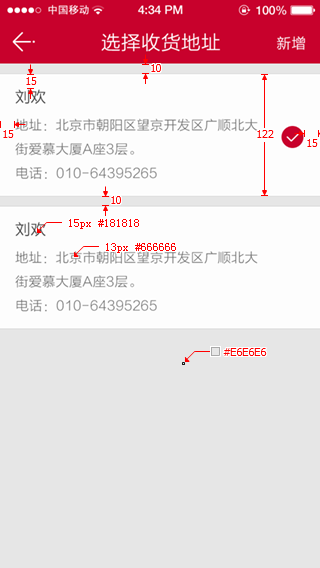 中国移动 4:34 PM 100%
选择收货地址 新增
10
15
刘欢
地址：北京市朝阳区望京开发区广顺北大
15 122 15
街爱慕大厦A座3层。
电话：010-64395265
10
刘欢 15px #181818
13px #666666
地址：北京市朝阳区望京开发区广顺北大
街爱慕大厦A座3层。
电话：010-64395265
#E6E6E6